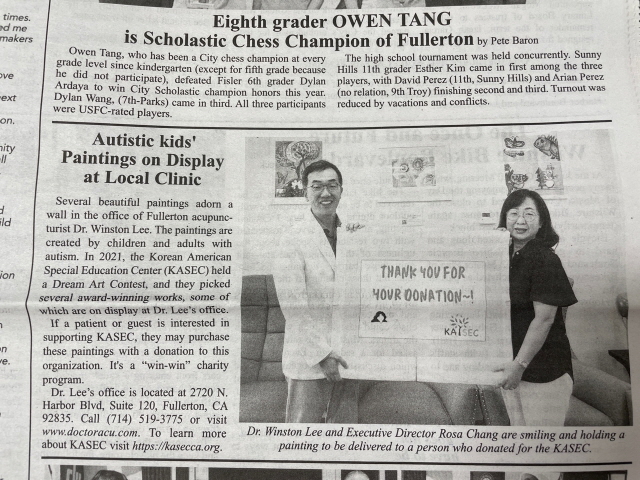 times.
ed me
makers
ove
ext
on.
nity
ll
d
ild
ion
n
on
ve.
Eighth grader OWEN TANG
is Scholastic Chess Champion of Fullerton by Pete Baron
Owen Tang, who has been a City chess champion at every
grade level since kindergarten (except for fifth grade because
he did not participate), defeated Fisler 6th grader Dylan
Ardaya to win City Scholastic champion honors this year.
Dylan Wang, (7th-Parks) came in third. All three participants
were USFC-rated players.
The high school tournament was held concurrently. Sunny
Hills 11th grader Esther Kim came in first among the three
players, with David Perez (11th, Sunny Hills) and Arian Perez
(no relation, 9th Troy) finishing second and third. Turnout was
reduced by vacations and conflicts.
Autistic kids'
Paintings on Display
at Local Clinic
Several beautiful paintings adorn a
wall in the office of Fullerton acupunc-
turist Dr. Winston Lee. The paintings are
created by children and adults with
autism. In 2021, the Korean American
Special Education Center (KASEC) held
a Dream Art Contest, and they picked
several award-winning works, some of
which are on display at Dr. Lee's office.
If a patient or guest is interested in
supporting KASEC, they may purchase
these paintings with a donation to this
organization. It's a "win-win" charity
program.
Dr. Lee's office is located at 2720 N.
Harbor Blvd, Suite 120, Fullerton, CA
92835. Call (714) 519-3775 or visit
www.doctoracu.com. To learn more
about KASEC visit https://kasecca.org.
THANK YOU FOR
YOUR DONATION~!
KASEC
Dr. Winston Lee and Executive Director Rosa Chang are smiling and holding a
painting to be delivered to a person who donated for the KASEC.